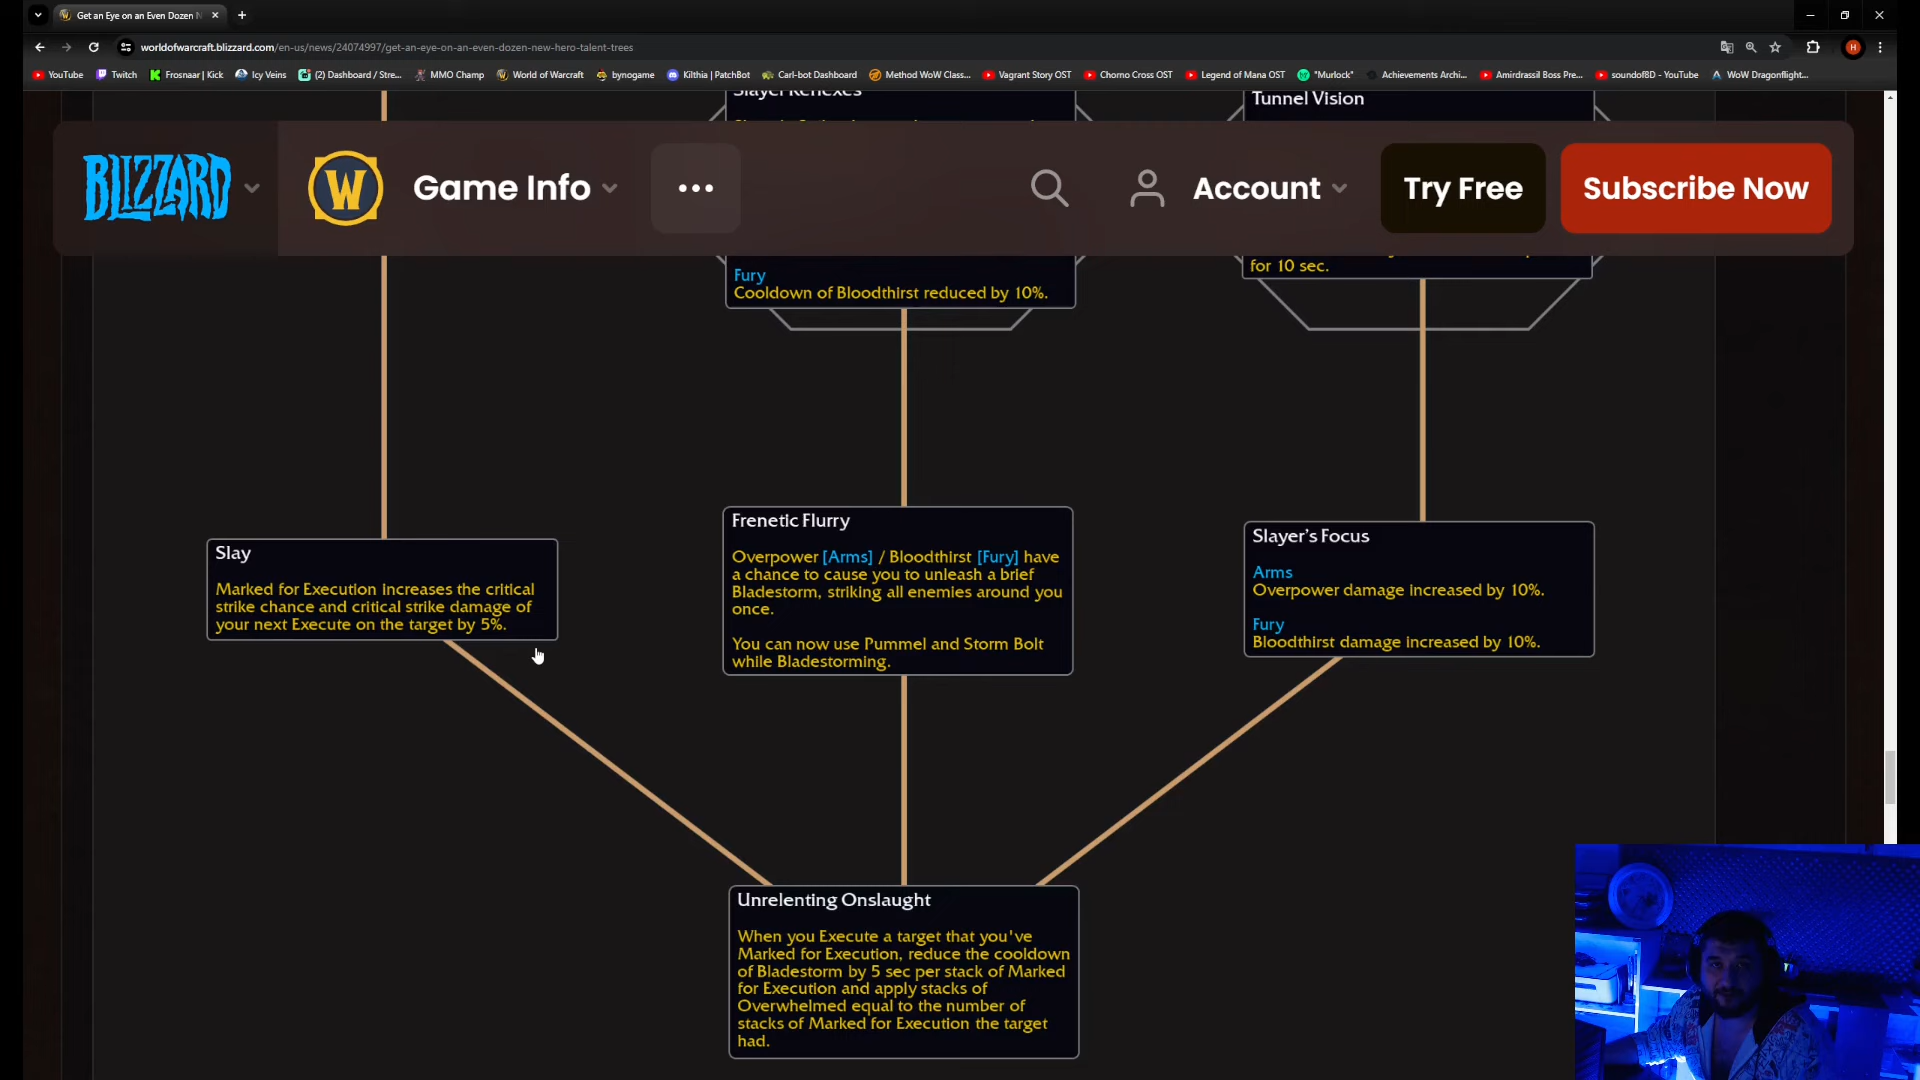 Get an Eye on an Even Dozen N
worldofwarcraft.blizzard.com/en-us/news/24074997/get-an-eye-on-an-even-dozen-new-hero-talent-trees
H
YouTube
Twitch
Frosnaar | Kick
Icy Veins
(2) Dashboard / Stre...
MMO Champ
World of Warcraft
bynogame
Kilthia | PatchBot
Carl-bot Dashboard
Method WoW Clas...
Vagrant Story OST
Chorno Cross OST
Legend of Mana OST
"Murlock"
Achievements Archi...
Amirdrassil Boss Pre...
soundofBD - YouTube
WoW Dragonflight...
Slayer Reflexes
Tunnel Vision
BLIZZARD
W
Game Info
Account
Try Free
Subscribe Now
Fury
Cooldown of Bloodthirst reduced by 10%.
for 10 sec.
Slay
Marked for Execution increases the critical
strike chance and critical strike damage of
your next Execute on the target by 5%.
Frenetic Flurry
Overpower [Arms] / Bloodthirst [Fury] have
a chance to cause you to unleash a brief
Bladestorm, striking all enemies around you
once.
You can now use Pummel and Storm Bolt
while Bladestorming.
Slayer's Focus
Arms
Overpower damage increased by 10%.
Fury
Bloodthirst damage increased by 10%.
Unrelenting Onslaught
When you Execute a target that you've
Marked for Execution, reduce the cooldown
of Bladestorm by 5 sec per stack of Marked
for Execution and apply stacks of
Overwhelmed equal to the number of
stacks of Marked for Execution the target
had.